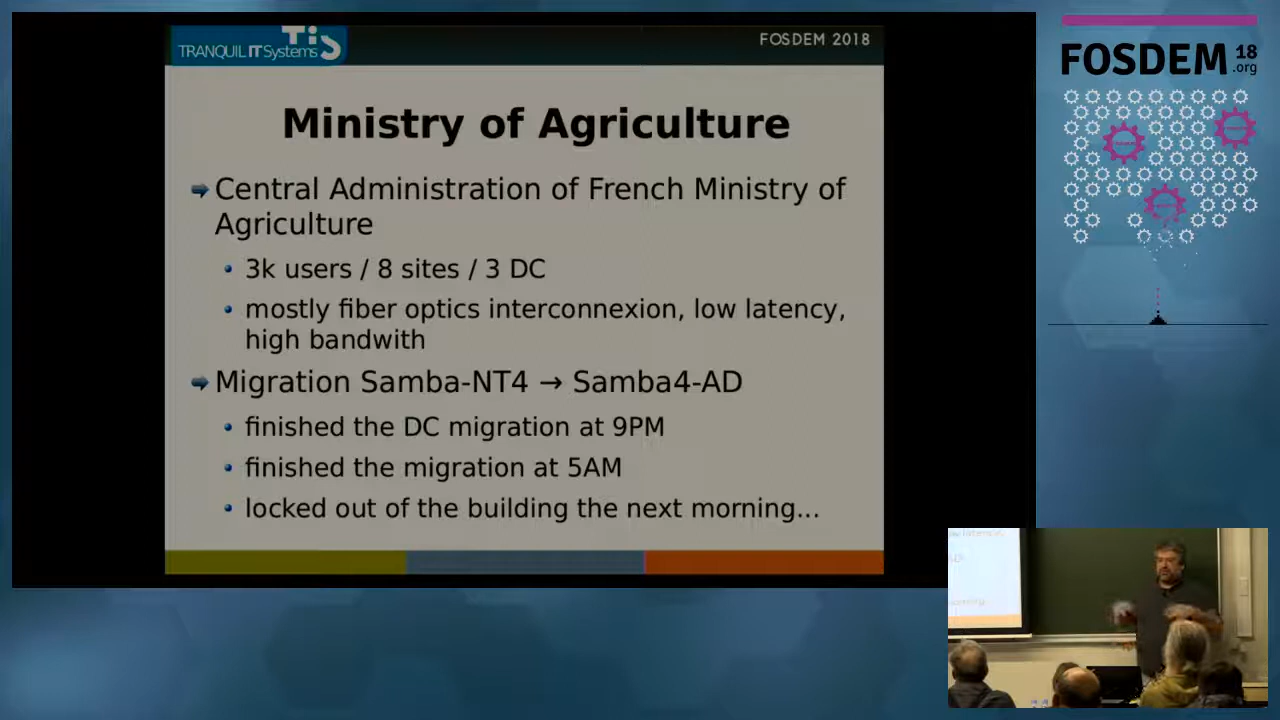 TRANQUIL IT Systems TIS
FOSDEM 2018
Ministry of Agriculture
Central Administration of French Ministry of
Agriculture
3k users / 8 sites / 3 DC
mostly fiber optics interconnexion, low latency,
high bandwith
Migration Samba-NT4 → Samba4-AD
finished the DC migration at 9PM
finished the migration at 5AM
locked out of the building the next morning...
FOSDEM 18
.org